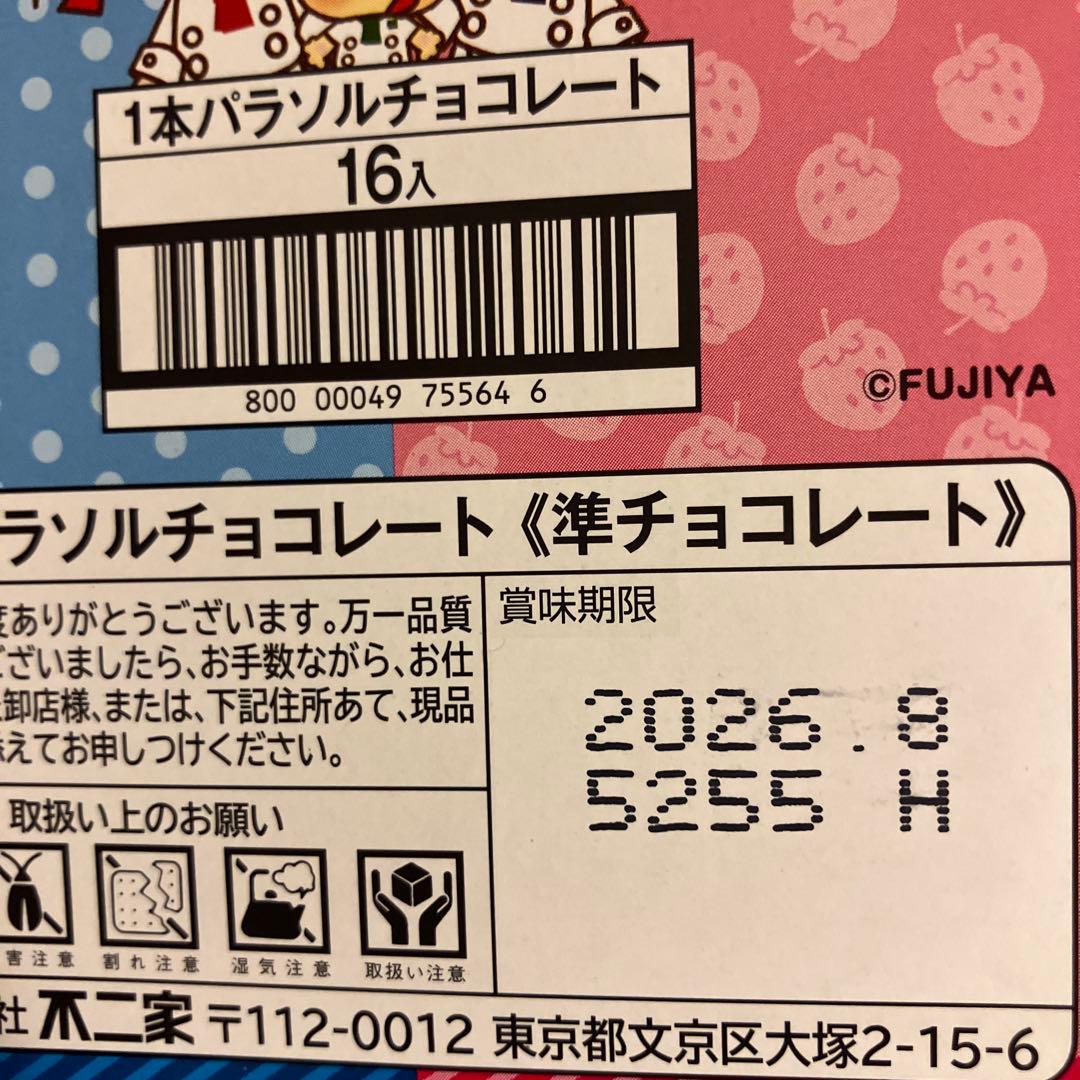 1本パラソルチョコレート
16入
800 00049 75564 6
©FUJIYA
ラソルチョコレート《準チョコレート》
度ありがとうございます。万一品質
ございましたら、お手数ながら、お仕
卸店様、または、下記住所あて、現品
えてお申しつけください。
賞味期限
2026.9
5255 H
取扱い上のお願い
害注意 割れ注意 湿気注意 取扱い注意
社 不二家 〒112-0012 東京都文京区大塚2-15-6